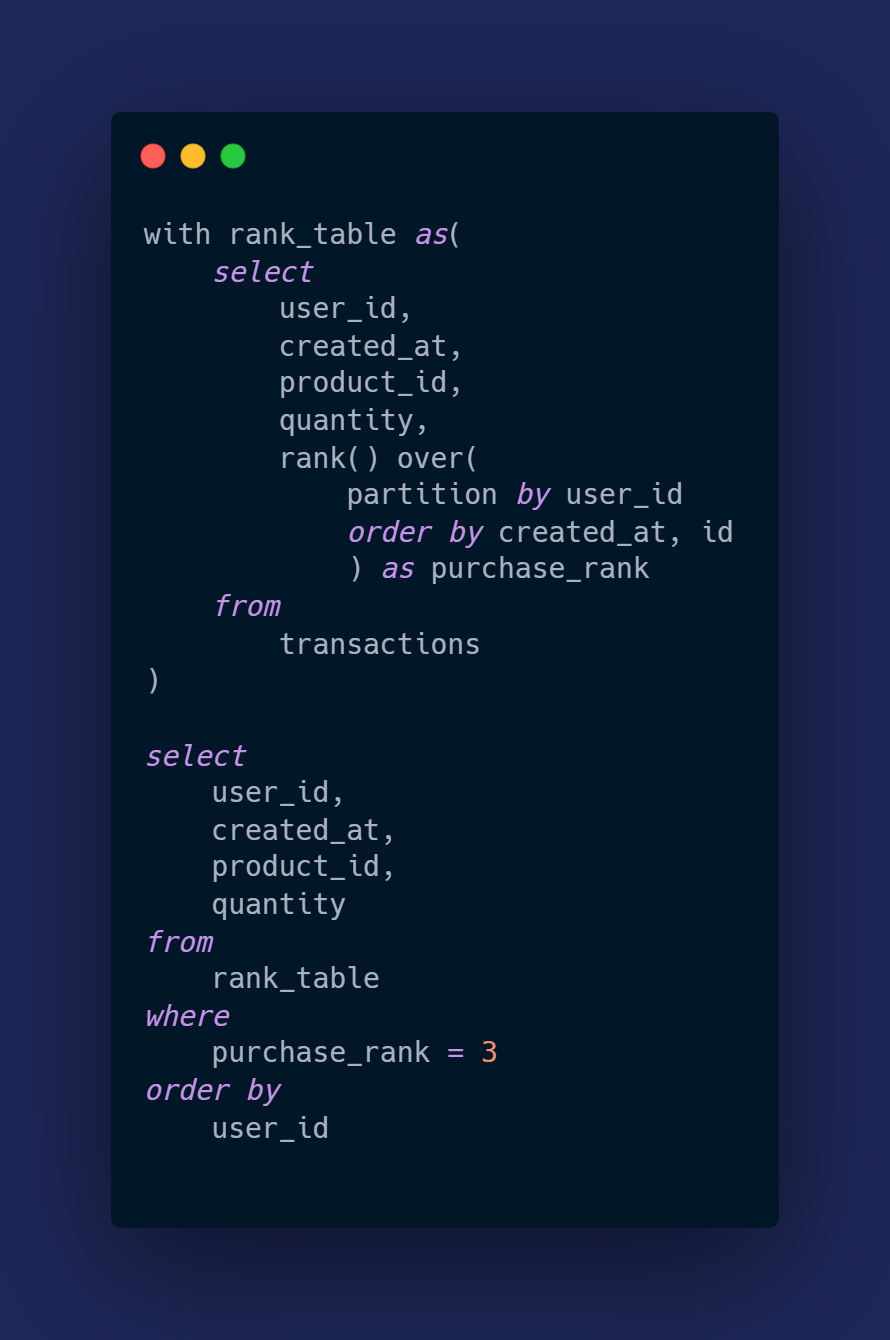 with rank_table as(
    select
        user_id,
        created_at,
        product_id,
        quantity,
        rank() over(
            partition by user_id
            order by created_at, id
            ) as purchase_rank
    from
        transactions
)

select
    user_id,
    created_at,
    product_id,
    quantity
from
    rank_table
where
    purchase_rank = 3
order by
    user_id